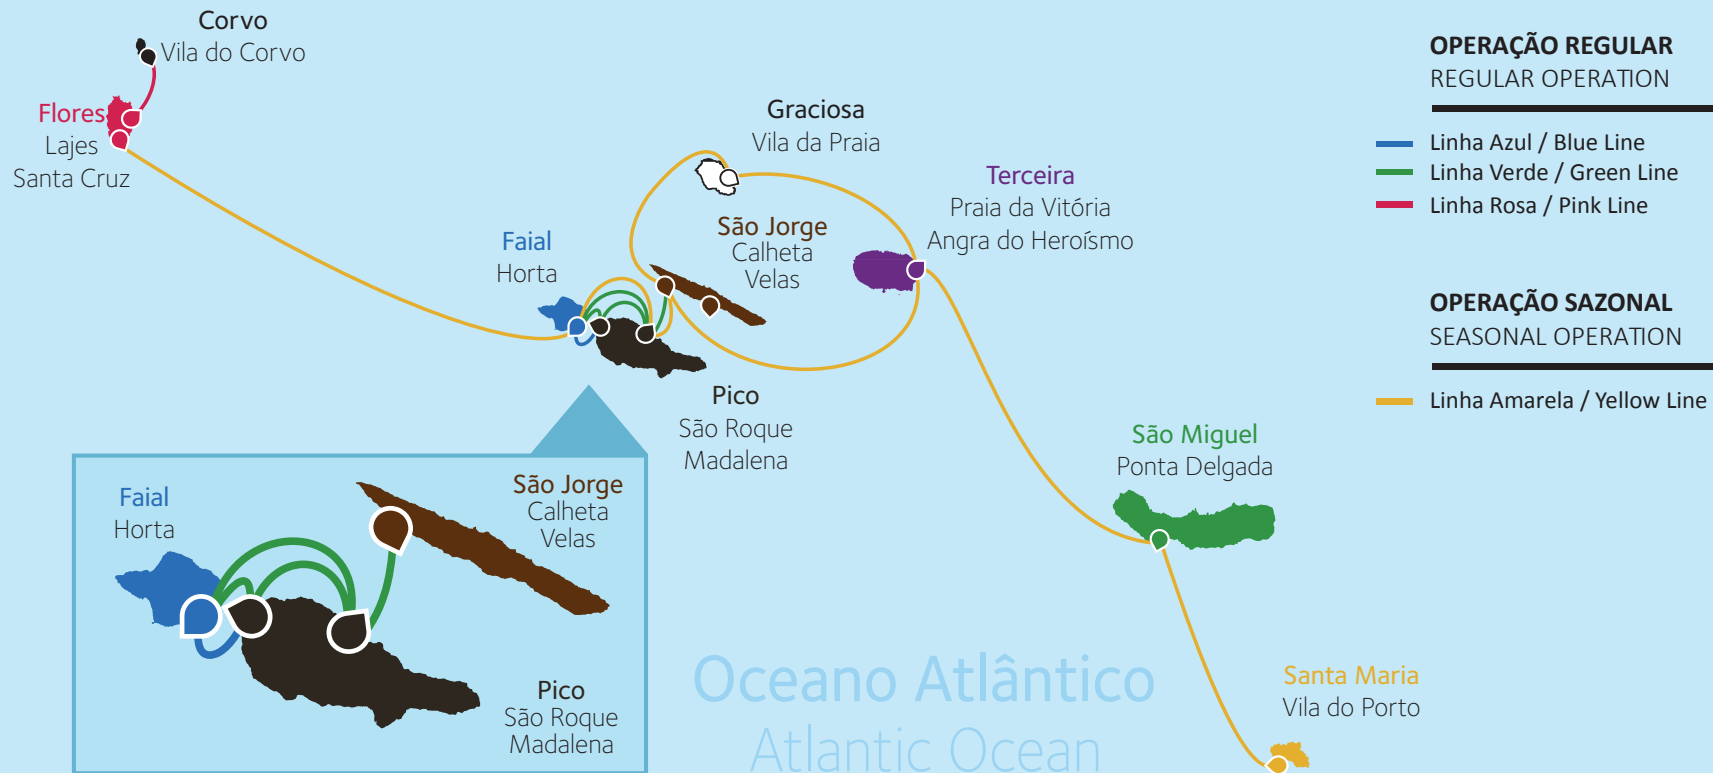 Corvo
Vila do Corvo
Flores
Lajes
Santa Cruz
Graciosa
Vila da Praia
Terceira
Praia da Vitória
Angra do Heroísmo
São Jorge
Calheta
Velas
Faial
Horta
Pico
São Roque
Madalena
São Miguel
Ponta Delgada
Santa Maria
Vila do Porto
Faial
Horta
São Jorge
Calheta
Velas
Pico
São Roque
Madalena
Oceano Atlântico
Atlantic Ocean
OPERAÇÃO REGULAR
REGULAR OPERATION
Linha Azul / Blue Line
Linha Verde / Green Line
Linha Rosa / Pink Line
OPERAÇÃO SAZONAL
SEASONAL OPERATION
Linha Amarela / Yellow Line